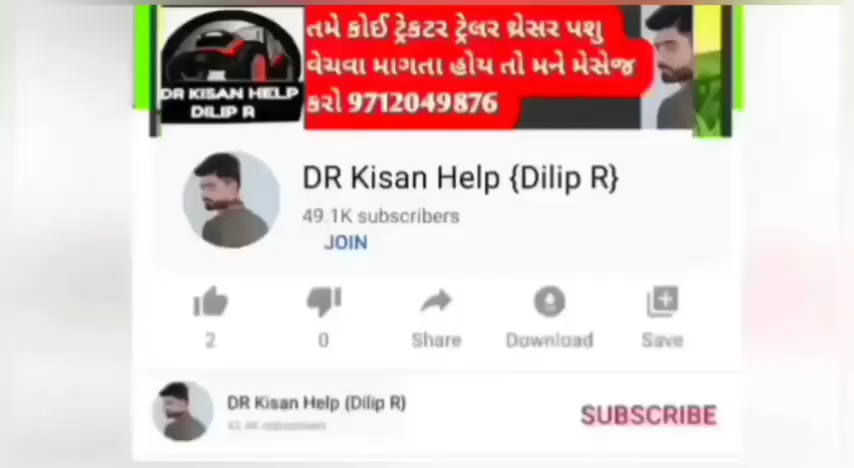 તમે કોઈ ટ્રેકટર ટ્રેલર થ્રેસર પશુ
વેચવા માગતા હોય તો મને મેસેજ
કરો 9712049876
DR KISAN HELP
DILIP R
DR Kisan Help {Dilip R}
49.1K subscribers
JOIN
2
0
Share
Download
Save
DR Kisan Help {Dilip R}
SUBSCRIBE